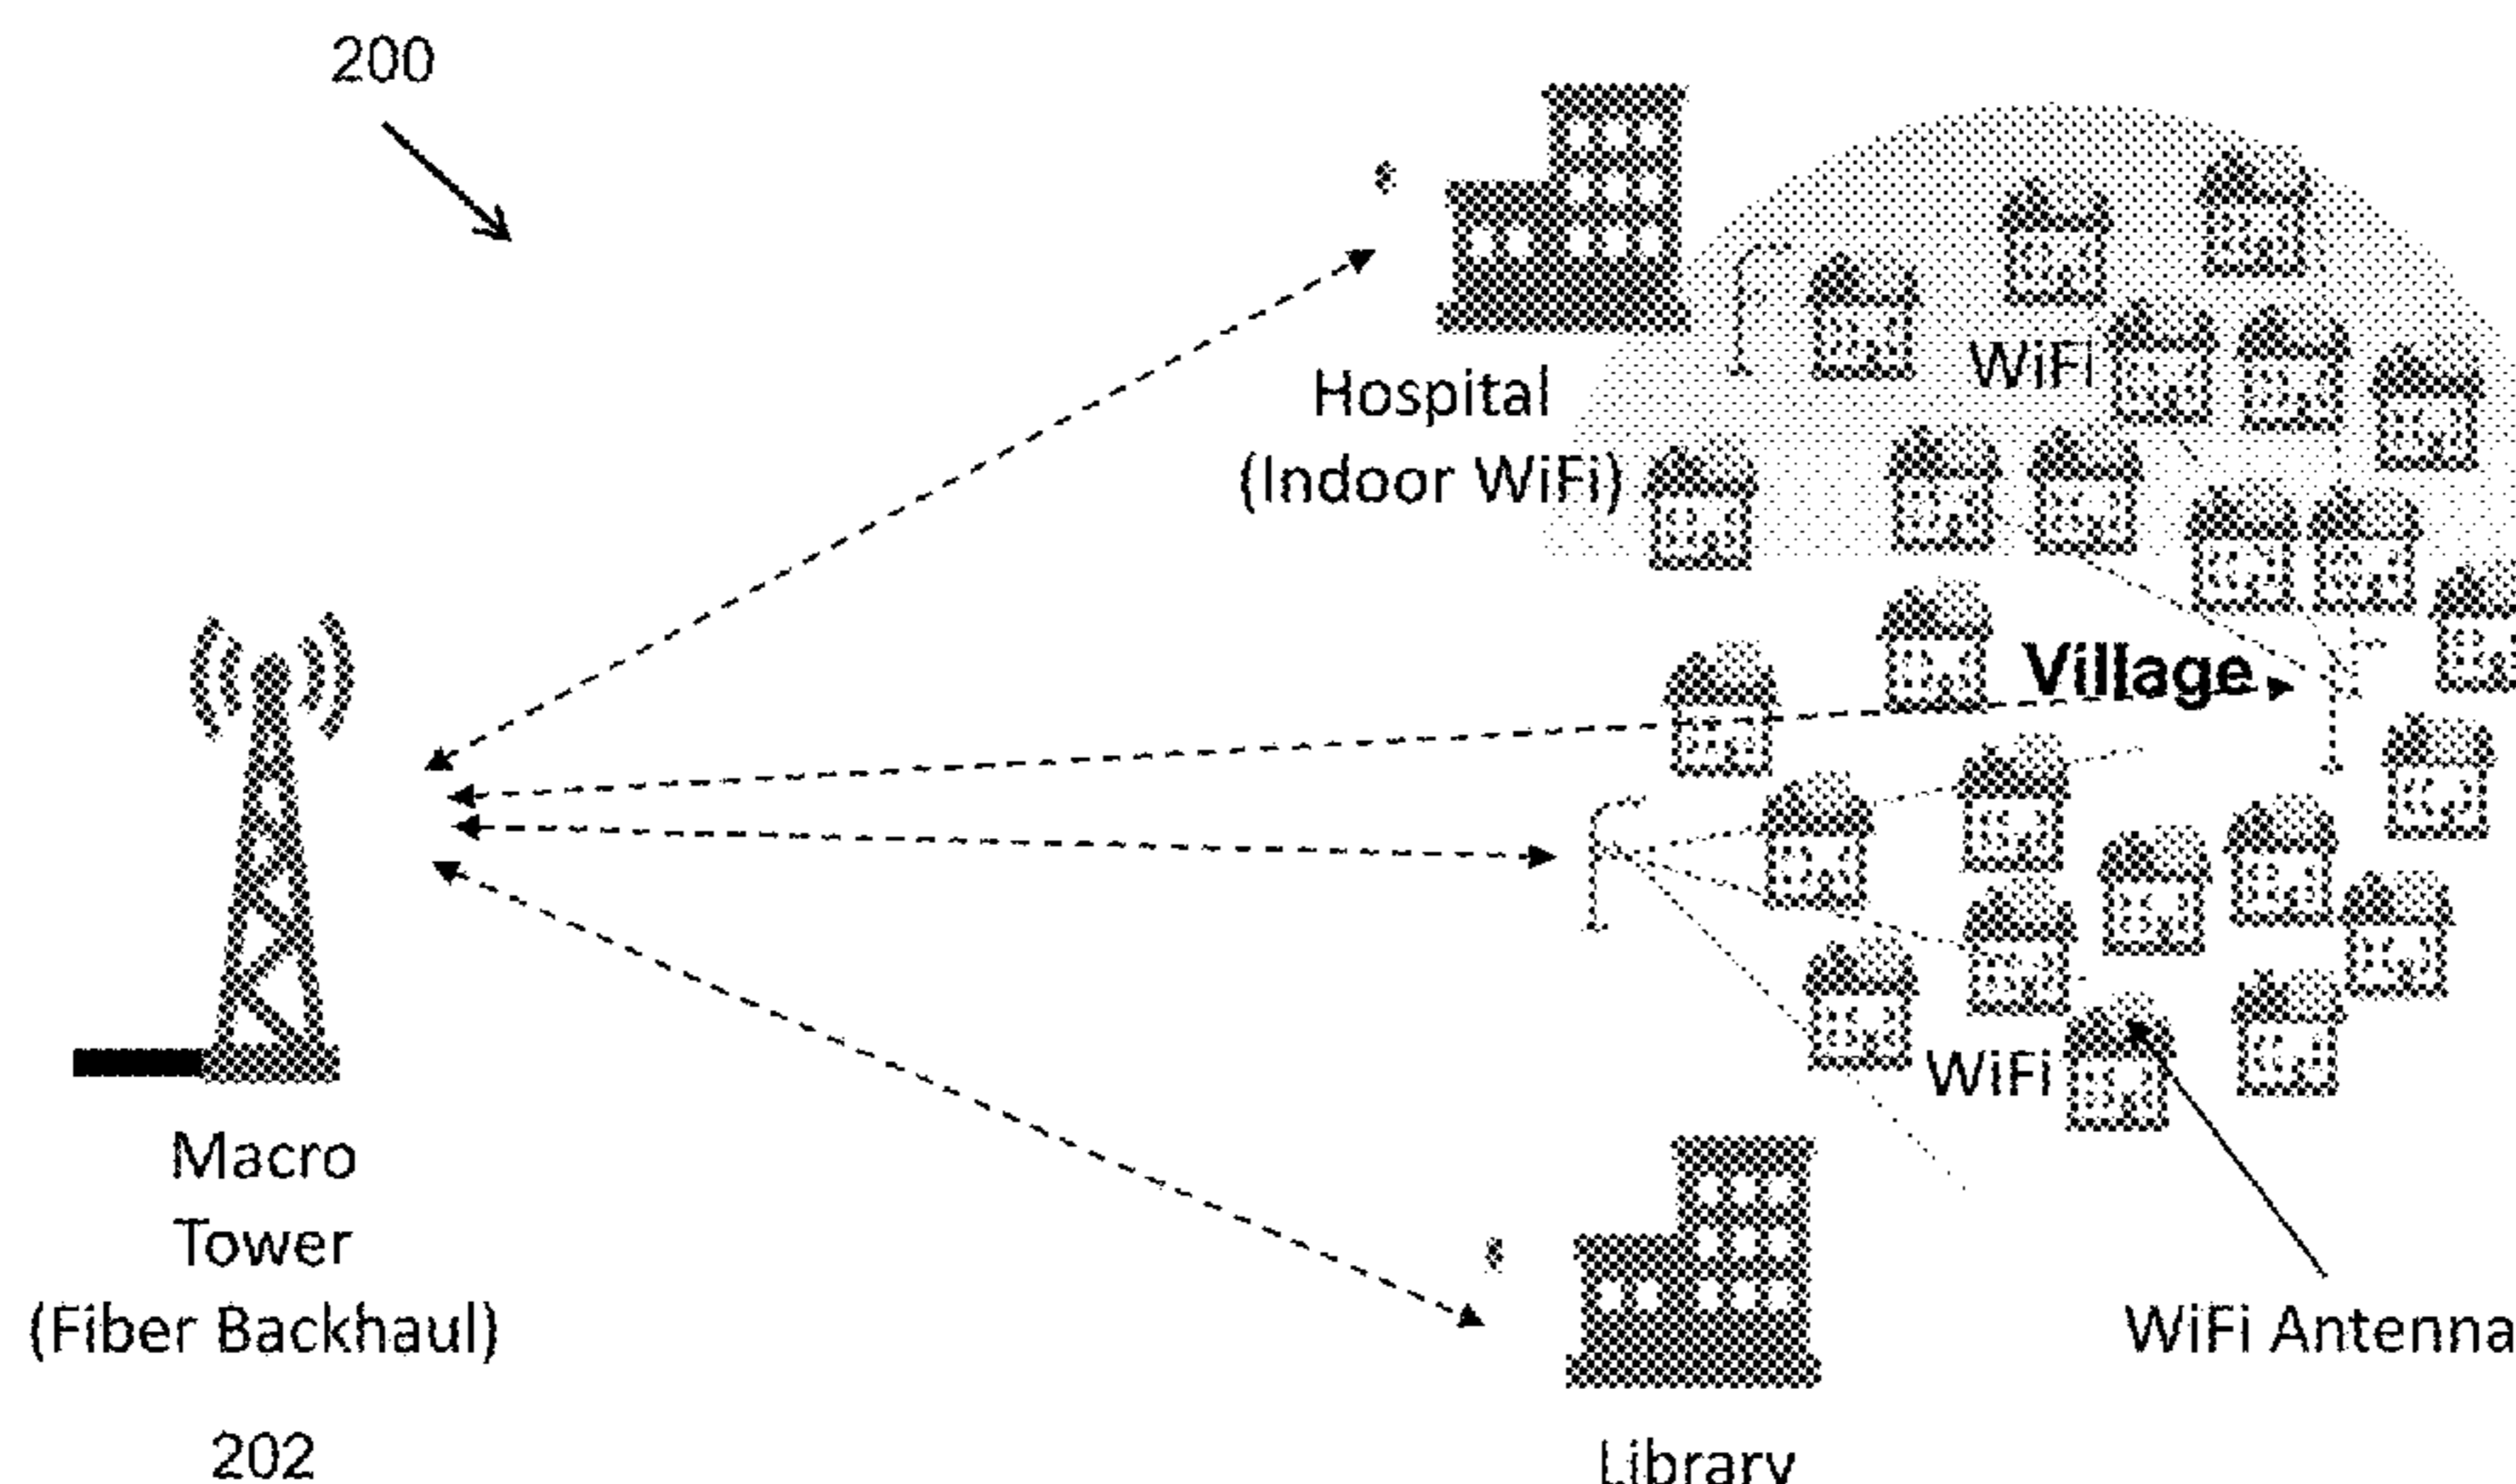 200
Hospital
(Indoor WiFi)
WiFi
Village
WiFi
Macro
Tower
(Fiber Backhaul)
202
WiFi Antenna
Library